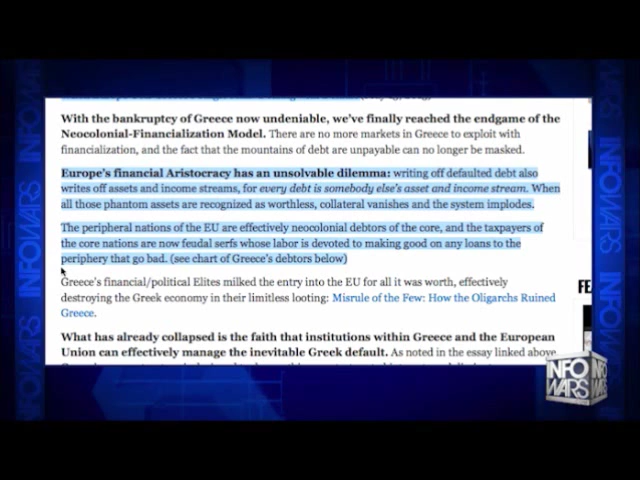 With the bankruptcy of Greece now undeniable, we've finally reached the endgame of the
Neocolonial-Financialization Model. There are no more markets in Greece to exploit with
financialization, and the fact that the mountains of debt are unpayable can no longer be masked.
Europe's financial Aristocracy has an unsolvable dilemma: writing off defaulted debt also
writes off assets and income streams, for every debt is somebody else's asset and income stream. When
all those phantom assets are recognized as worthless, collateral vanishes and the system implodes.
The peripheral nations of the EU are effectively neocolonial debtors of the core, and the taxpayers of
the core nations are now feudal serfs whose labor is devoted to making good on any loans to the
periphery that go bad. (see chart of Greece's debtors below)
Greece's financial/political Elites milked the entry into the EU for all it was worth, effectively
destroying the Greek economy in their limitless looting: Misrule of the Few: How the Oligarchs Ruined
Greece.
What has already collapsed is the faith that institutions within Greece and the European
Union can effectively manage the inevitable Greek default. As noted in the essay linked above,
FE
INFO
WARS
INFOWARS
INFOWARS